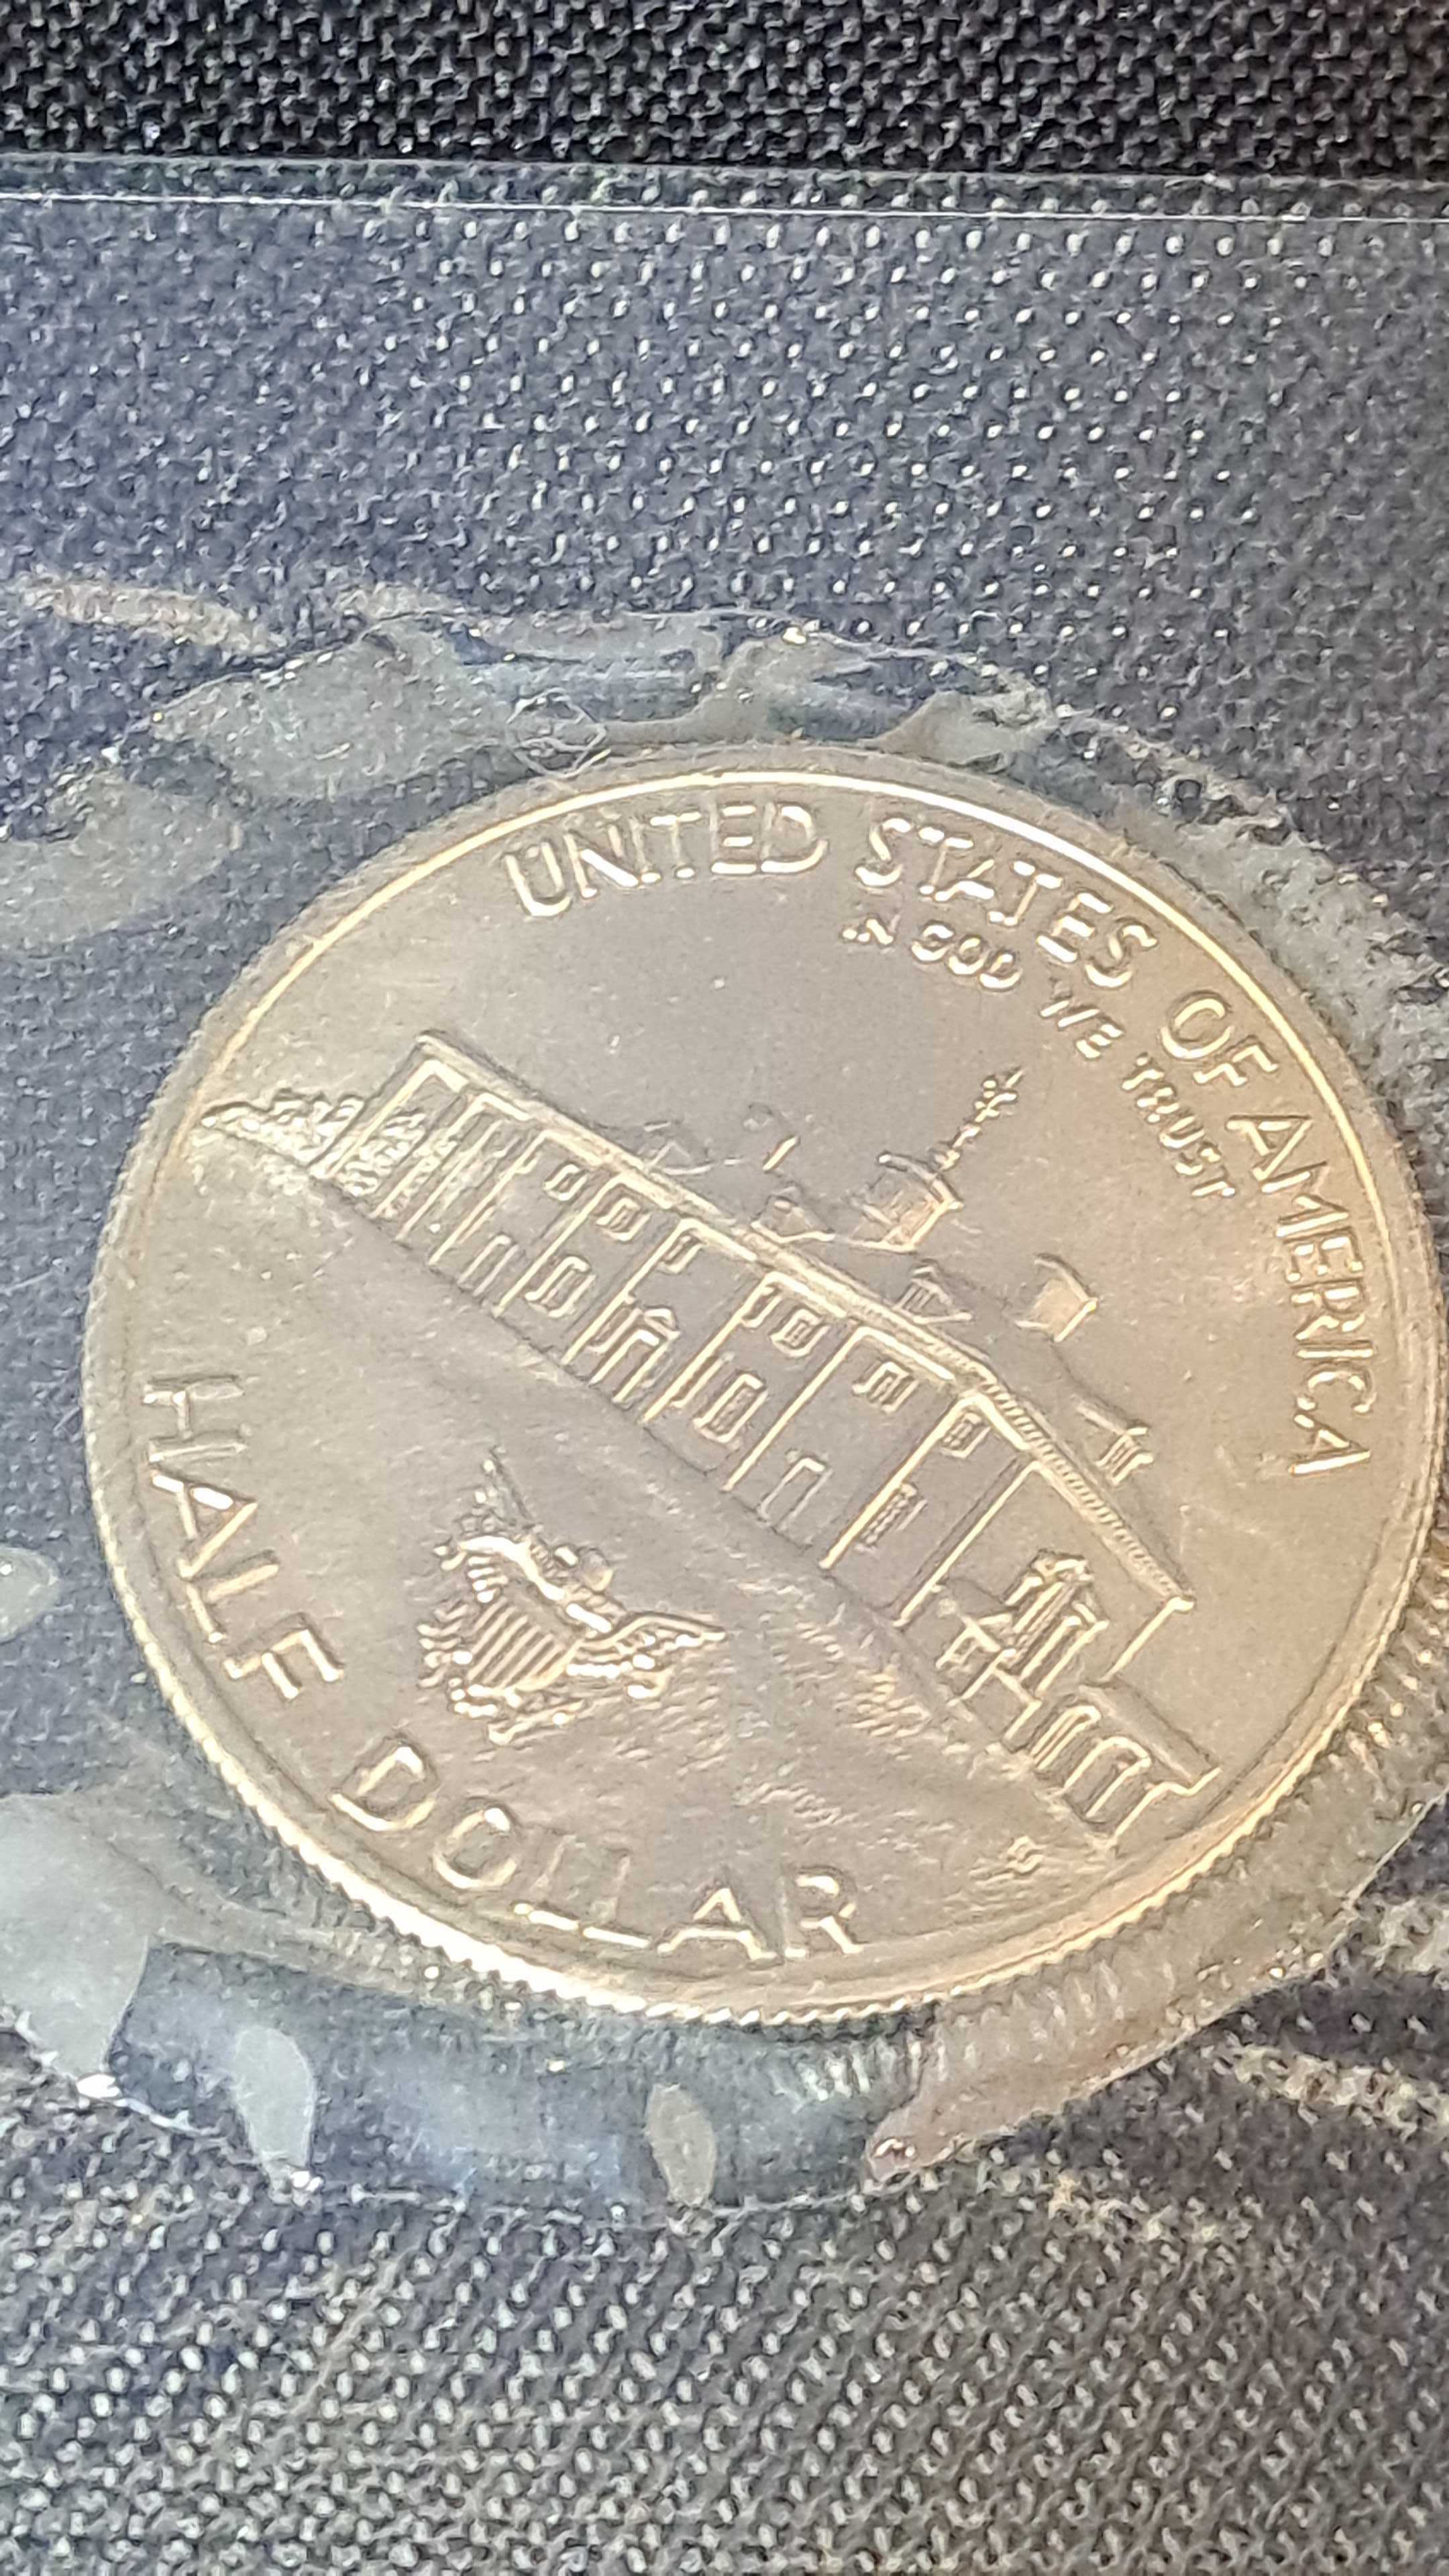 UNITED STATES OF AMERICA
IN GOD WE TRUST
HALF DOLLAR